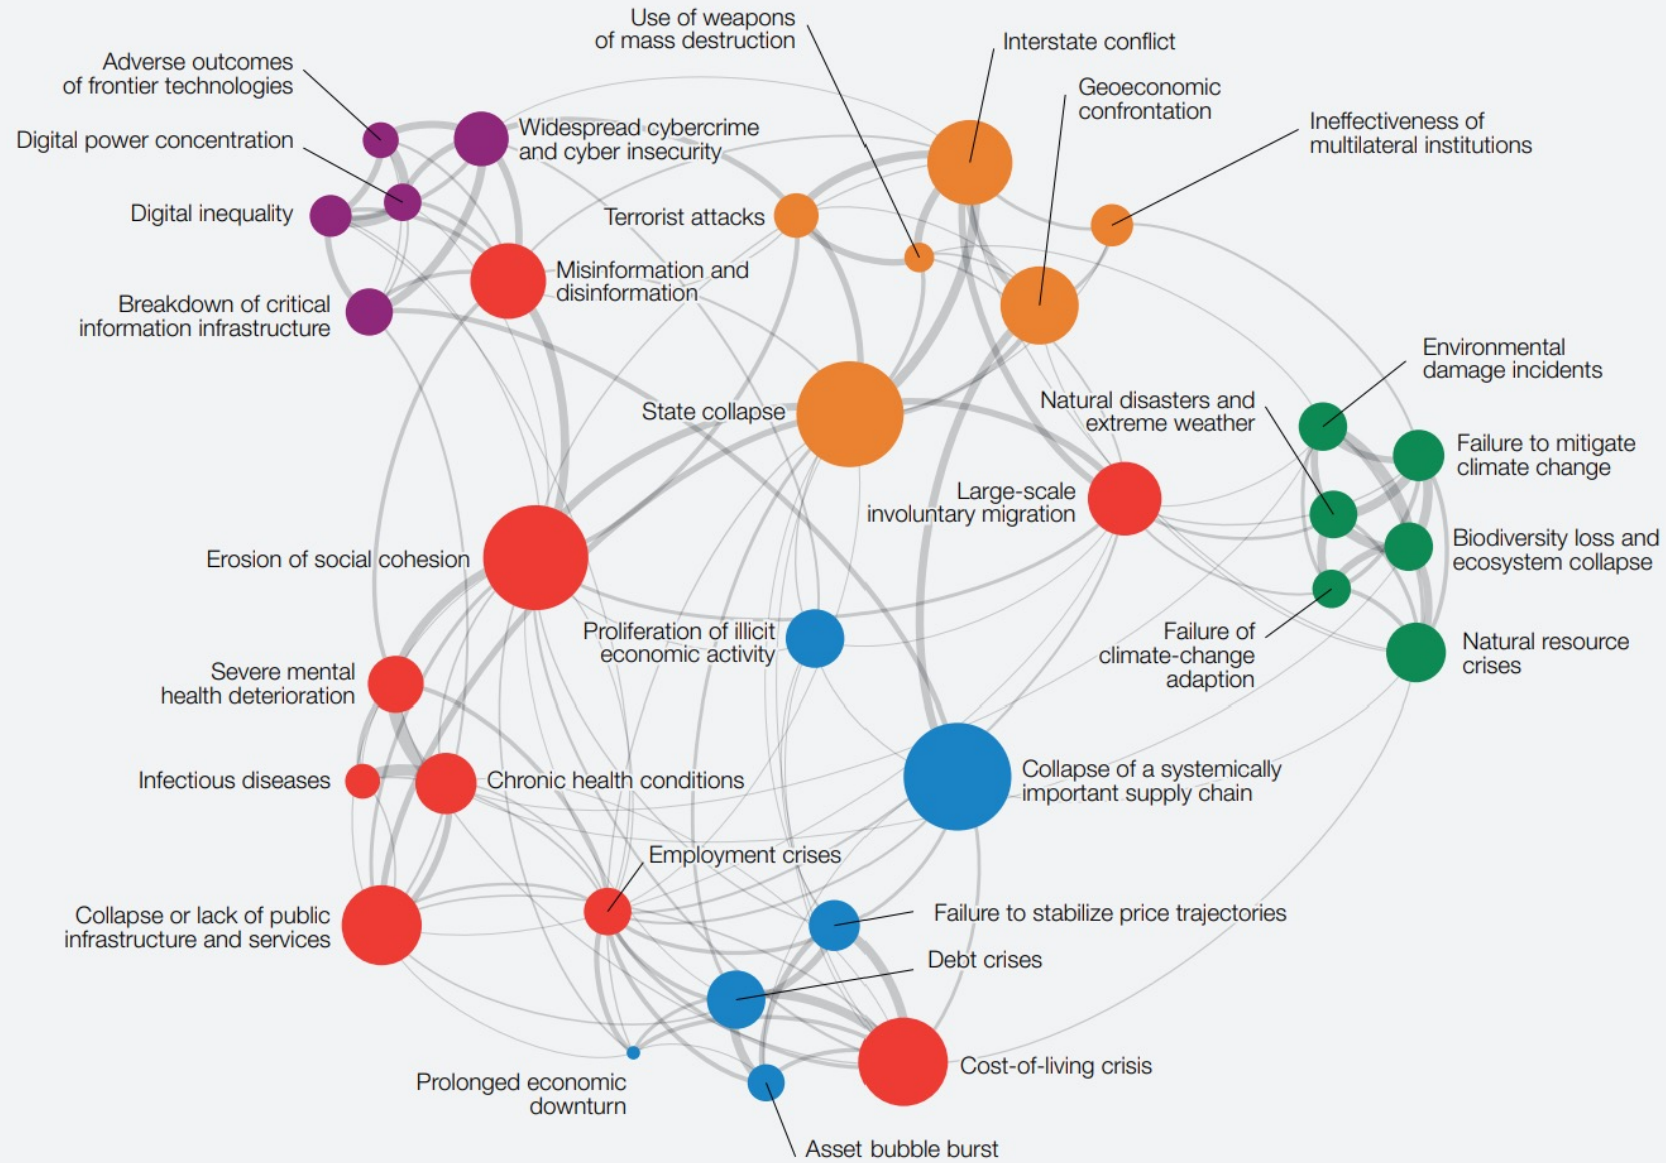 Use of weapons
of mass destruction
Interstate conflict
Adverse outcomes
of frontier technologies
Geoeconomic
confrontation
Ineffectiveness of
multilateral institutions
Digital power concentration
Widespread cybercrime
and cyber insecurity
Digital inequality
Terrorist attacks
Misinformation and
disinformation
Breakdown of critical
information infrastructure
Environmental
damage incidents
Natural disasters and
extreme weather
State collapse
Failure to mitigate
climate change
Large-scale
involuntary migration
Erosion of social cohesion
Biodiversity loss and
ecosystem collapse
Proliferation of illicit
economic activity
Failure of
climate-change
adaption
Natural resource
crises
Severe mental
health deterioration
Infectious diseases
Chronic health conditions
Collapse of a systemically
important supply chain
Employment crises
Collapse or lack of public
infrastructure and services
Failure to stabilize price trajectories
Debt crises
Cost-of-living crisis
Prolonged economic
downturn
Asset bubble burst